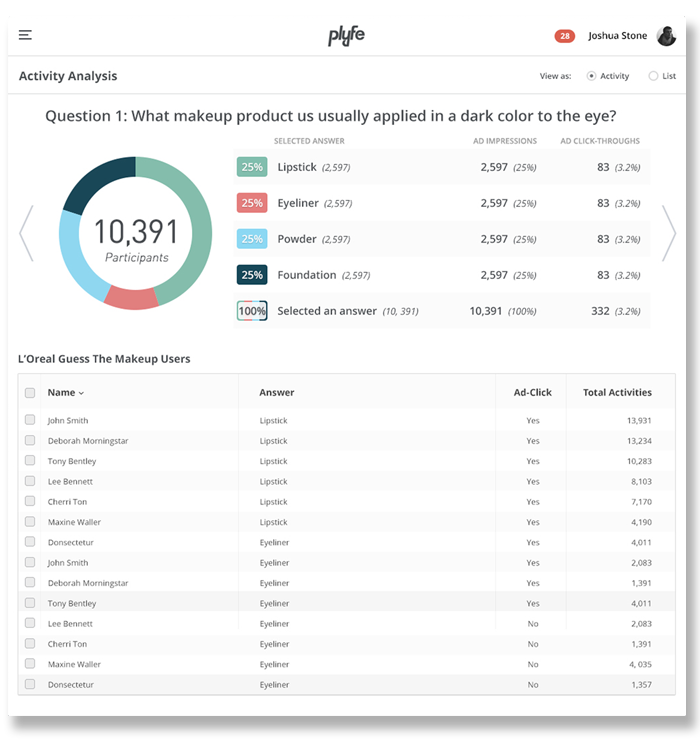 plyfe
28 Joshua Stone
Activity Analysis View as: Activity List
Question 1: What makeup product us usually applied in a dark color to the eye?
SELECTED ANSWER AD IMPRESSIONS AD CLICK-THROUGHS
10,391
Participants
25% Lipstick (2,597) 2,597 (25%) 83 (3.2%)
25% Eyeliner (2,597) 2,597 (25%) 83 (3.2%)
25% Powder (2,597) 2,597 (25%) 83 (3.2%)
25% Foundation (2,597) 2,597 (25%) 83 (3.2%)
100% Selected an answer (10, 391) 10,391 (100%) 332 (3.2%)
L'Oreal Guess The Makeup Users
Name Answer Ad-Click Total Activities
John Smith Lipstick Yes 13,931
Deborah Morningstar Lipstick Yes 13,234
Tony Bentley Lipstick Yes 10,283
Lee Bennett Lipstick Yes 8,103
Cherri Ton Lipstick Yes 7,170
Maxine Waller Lipstick Yes 4,190
Donsectetur Eyeliner Yes 4,011
John Smith Eyeliner Yes 2,083
Deborah Morningstar Eyeliner Yes 1,391
Tony Bentley Eyeliner Yes 4,011
Lee Bennett Eyeliner No 2,083
Cherri Ton Eyeliner No 1,391
Maxine Waller Eyeliner No 4, 035
Donsectetur Eyeliner No 1,357